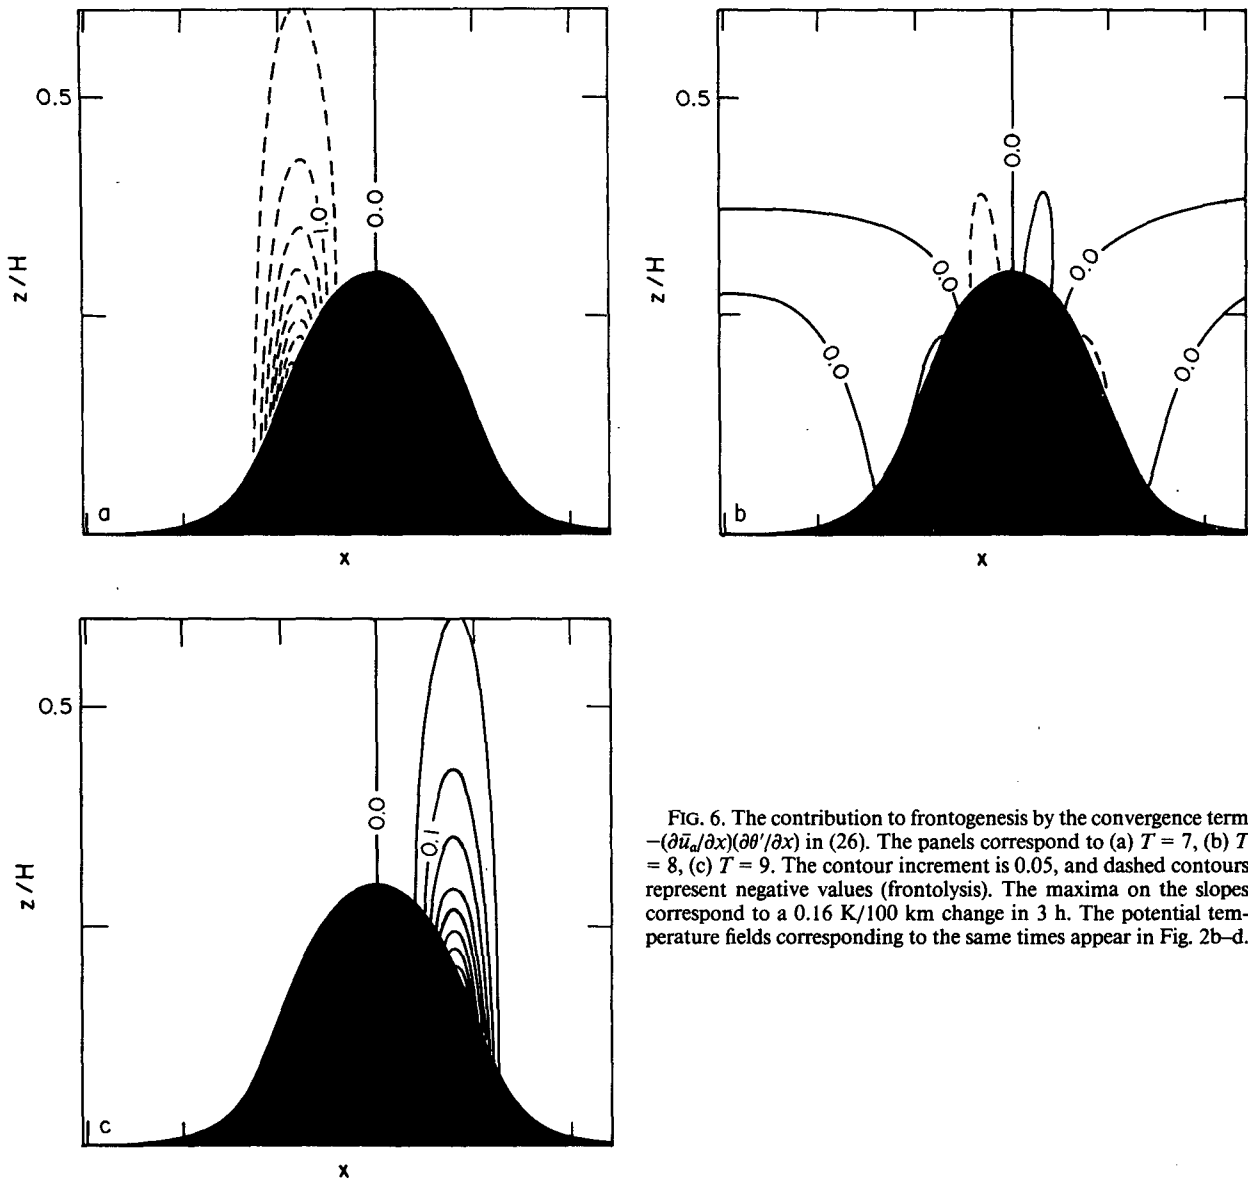 0.5
z/H
1.0
0.0
a
x
0.5
z/H
0.0
0.0
0.0
0.0
0.0
b
x
0.5
z/H
0.0
0.1
c
x
FIG. 6. The contribution to frontogenesis by the convergence term
−(∂ūₐ/∂x)(∂θ′/∂x) in (26). The panels correspond to (a) T = 7, (b) T
= 8, (c) T = 9. The contour increment is 0.05, and dashed contours
represent negative values (frontolysis). The maxima on the slopes
correspond to a 0.16 K/100 km change in 3 h. The potential tem-
perature fields corresponding to the same times appear in Fig. 2b–d.